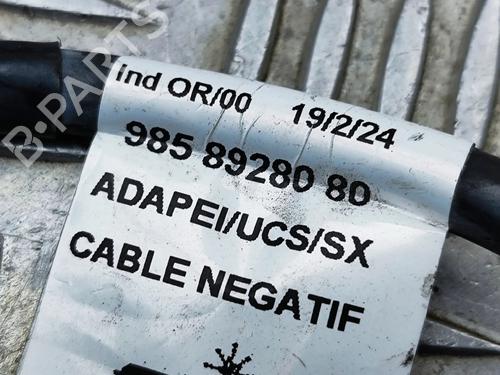 B-PARTS
Ind OR/00 19/2/24
985 89280 80
ADAPEI/UCS/SX
CABLE NEGATIF